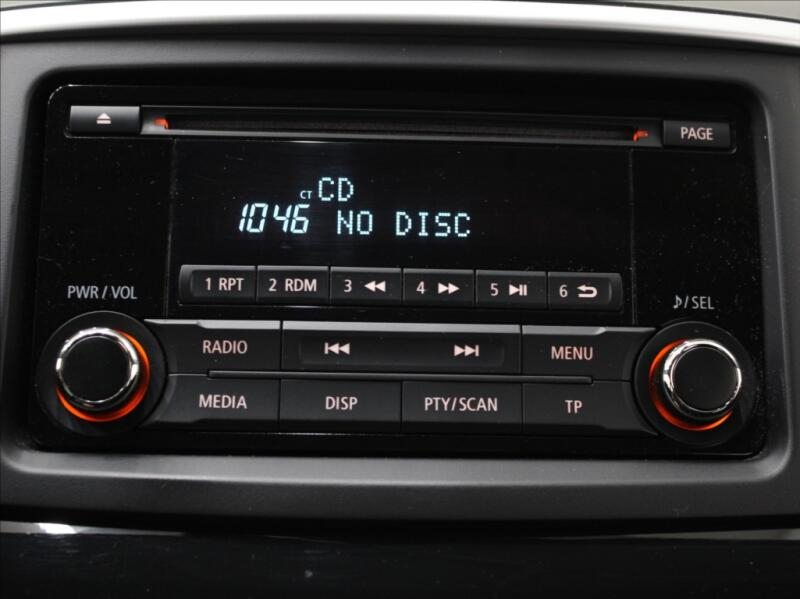 PAGE
CT CD
1046 NO DISC
1 RPT 2 RDM 3 4 5 6
PWR / VOL
/ SEL
RADIO MENU
MEDIA DISP PTY/SCAN TP